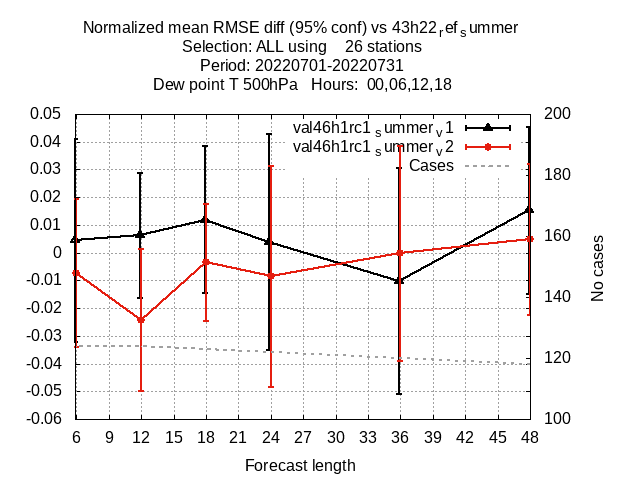 Normalized mean RMSE diff (95% conf) vs 43h22refsummer
Selection: ALL using 26 stations
Period: 20220701-20220731
Dew point T 500hPa Hours: 00,06,12,18
val46h1rc1summerv1
val46h1rc1summerv2
Cases
0.05
0.04
0.03
0.02
0.01
0
-0.01
-0.02
-0.03
-0.04
-0.05
-0.06
200
180
160
140
120
100
No cases
6 9 12 15 18 21 24 27 30 33 36 39 42 45 48
Forecast length